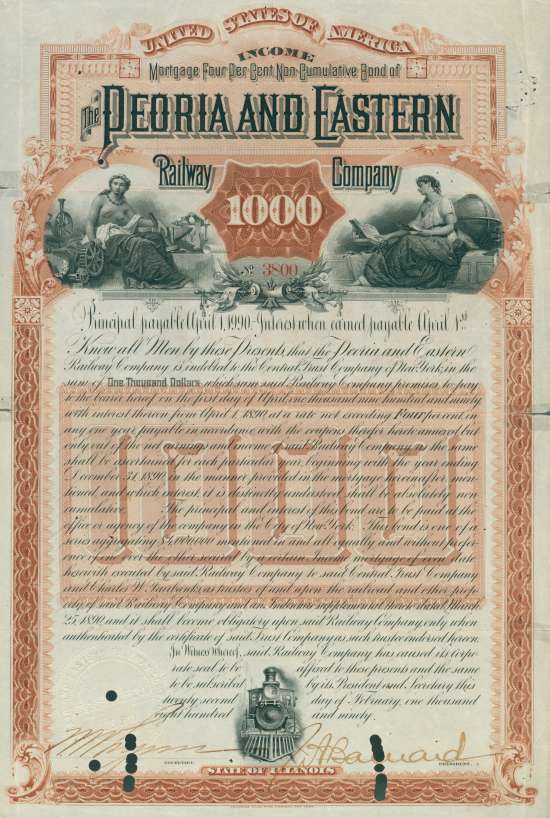 UNITED STATES OF AMERICA
INCOME
Mortgage Four Per Cent Non-Cumulative Bond of
The PEORIA AND EASTERN
Railway Company
1000
No 3800
Principal payable April 1, 1990. Interest when earned payable April 1st
Know all Men by these Presents, that the Peoria and Eastern
Railway Company is indebted to the Central Trust Company of New York, in the
sum of One Thousand Dollars, which sum said Railway Company promises to pay
to the bearer hereof on the first day of April one thousand nine hundred and ninety
with interest thereon from April 1, 1890, at a rate not exceeding Four per cent in
any one year, payable in accordance with the coupons therefor hereto annexed but
only out of the earnings and income of said Railway Company as the same
shall be ascertained for each particular year, beginning with the year ending
December 31, 1890, in the manner provided in the mortgage hereinafter men-
tioned, and which interest, it is hereby understood, shall be absolutely non
cumulative. The principal and interest of this bond are to be paid at the
office or agency of the company in the City of New York. This bond is one of a
series aggregating $4,000,000 mentioned in and all equally and without prefer-
ence of one over the other secured by an income mortgage of even date
herewith executed by said Railway Company to said Central Trust Company
and Charles W. Fairbanks as trustees of and upon the railroad and other prop-
erty of said Railway Company and an Indenture supplemental thereto dated March
25, 1890, and it shall become obligatory upon said Railway Company only when
authenticated by the certificate of said Trust Company as such trustee endorsed hereon.
In Witness Whereof, said Railway Company has caused its corpo-
rate seal to be affixed to these presents and the same
to be subscribed by its President and Secretary this
twenty second day of February, one thousand
eight hundred and ninety.
SECRETARY.
PRESIDENT.
STATE OF ILLINOIS